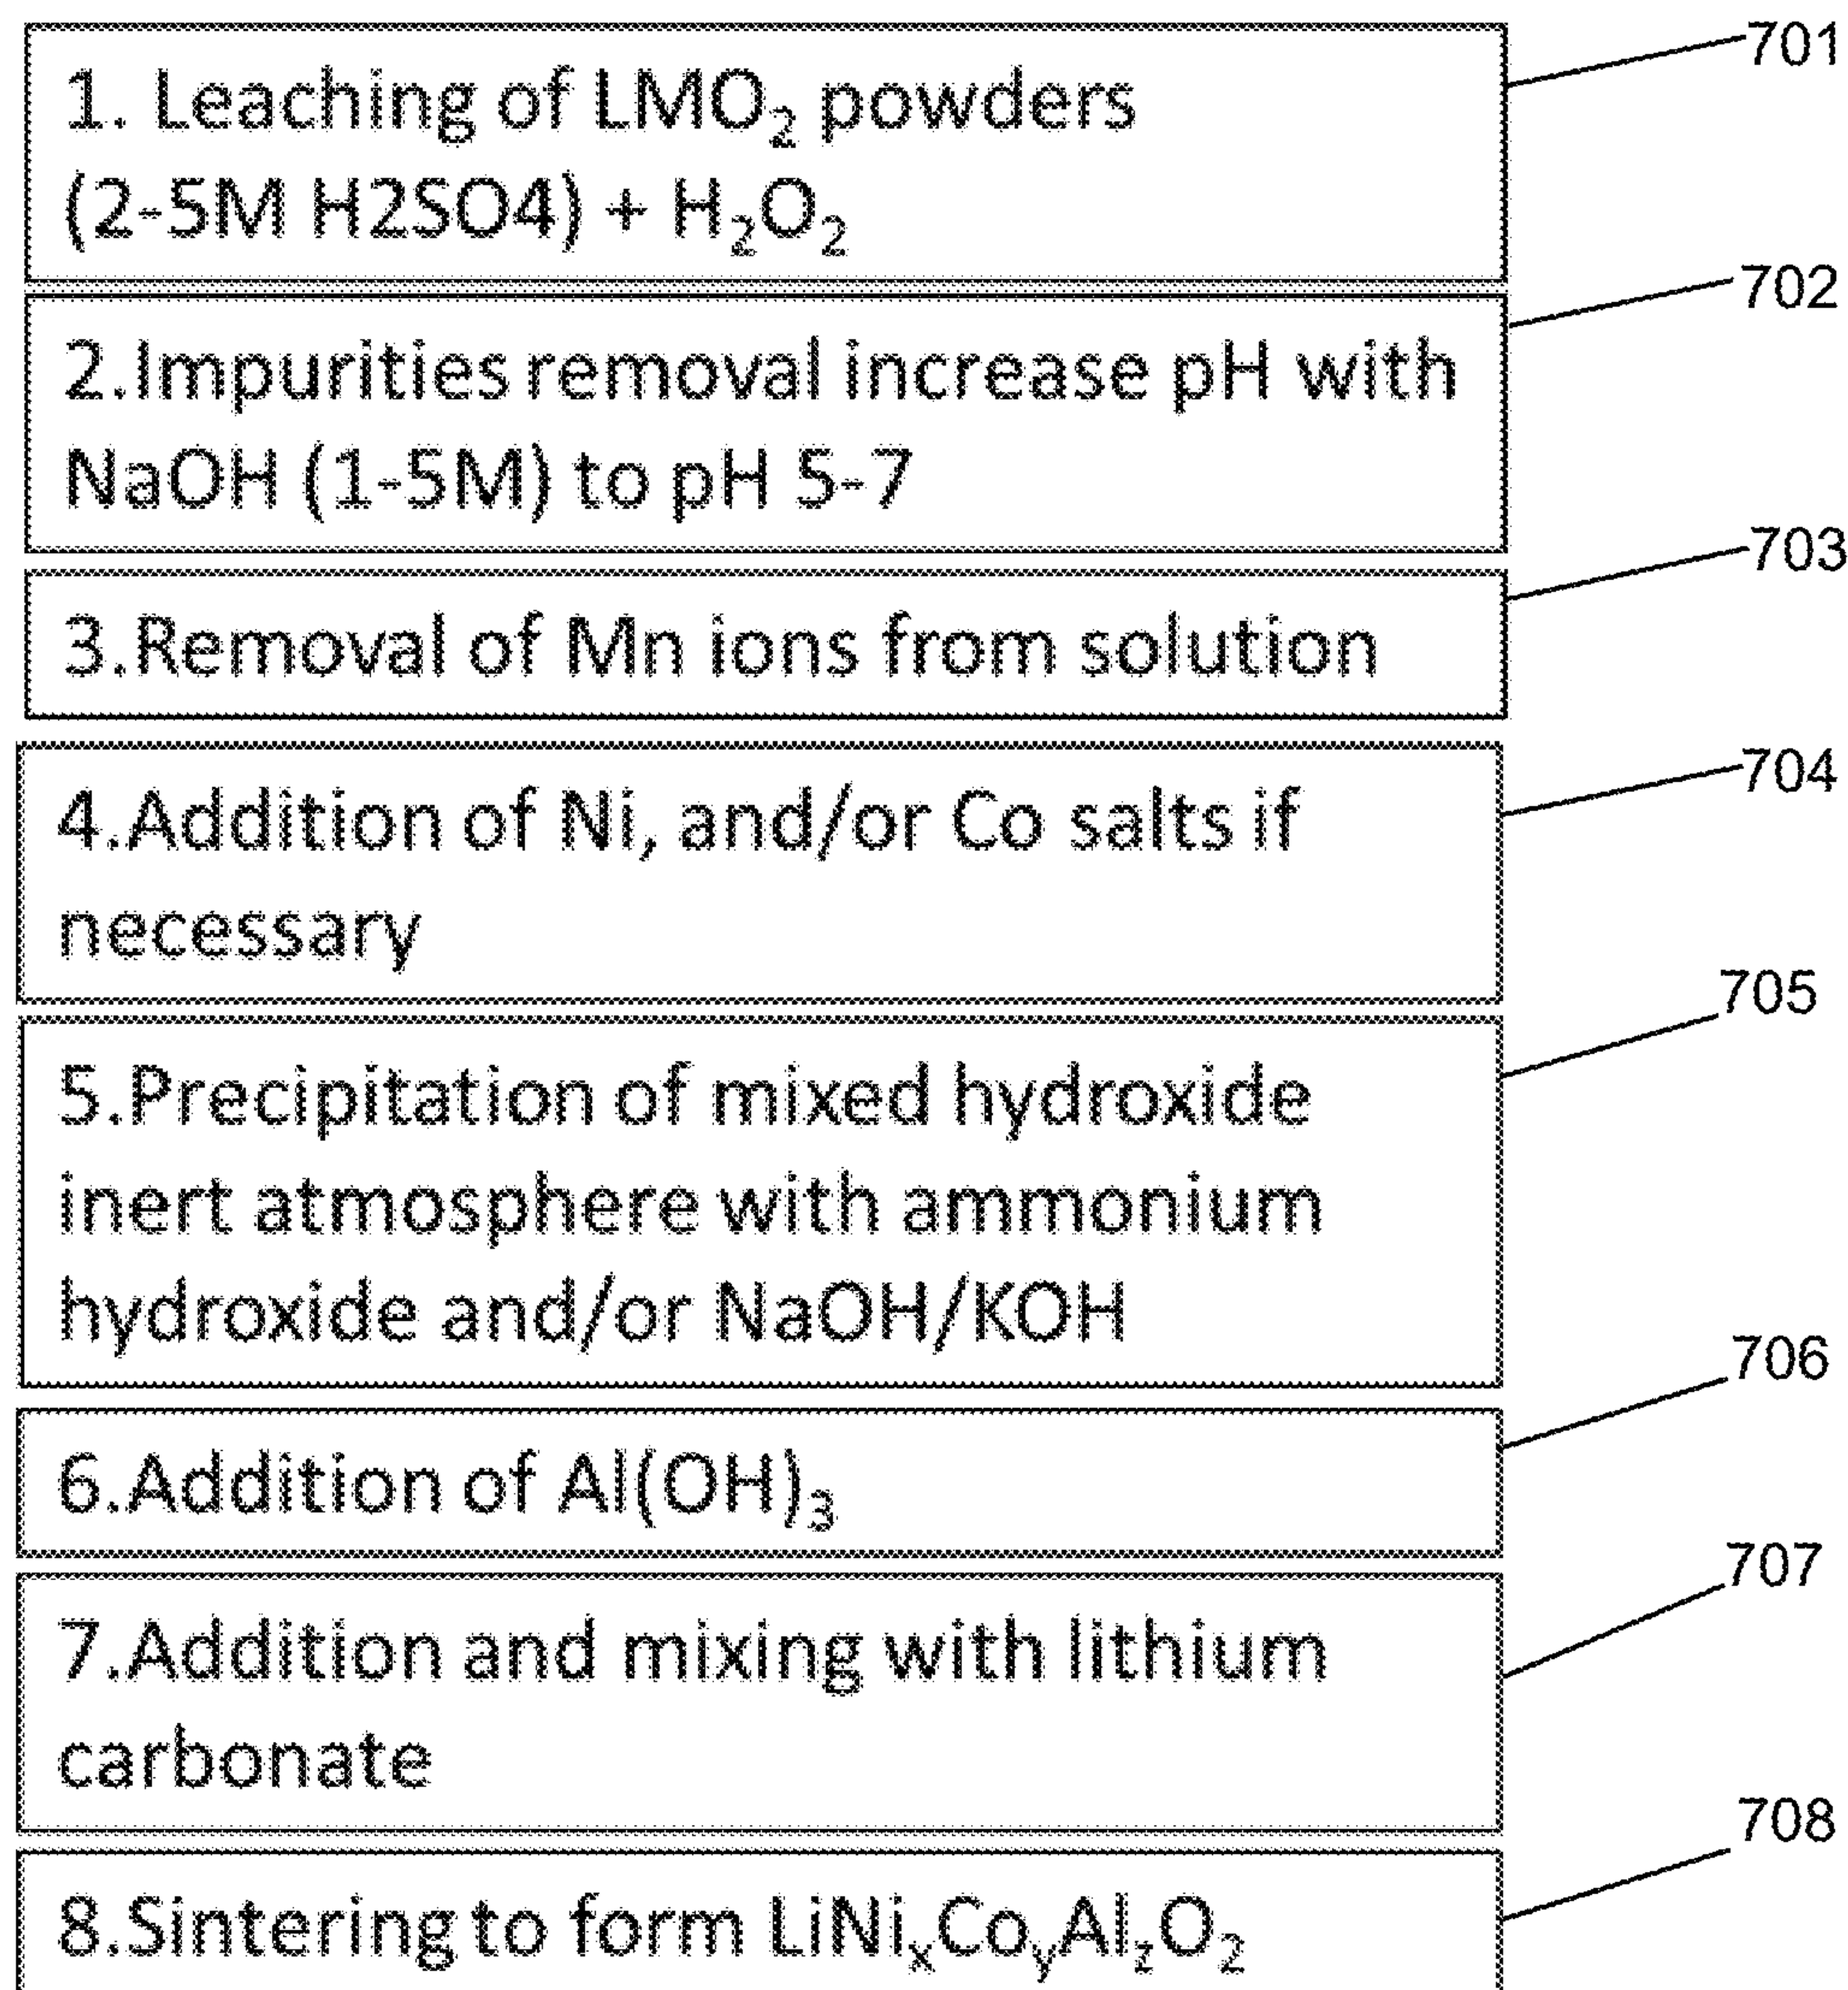 701
1. Leaching of LMO₂ powders
(2-5M H2SO4) + H₂O₂
702
2.Impurities removal increase pH with
NaOH (1-5M) to pH 5-7
703
3.Removal of Mn ions from solution
704
4.Addition of Ni, and/or Co salts if
necessary
705
5.Precipitation of mixed hydroxide
inert atmosphere with ammonium
hydroxide and/or NaOH/KOH
706
6.Addition of Al(OH)₃
707
7.Addition and mixing with lithium
carbonate
708
8.Sintering to form LiNiₓCoᵧAl_zO₂